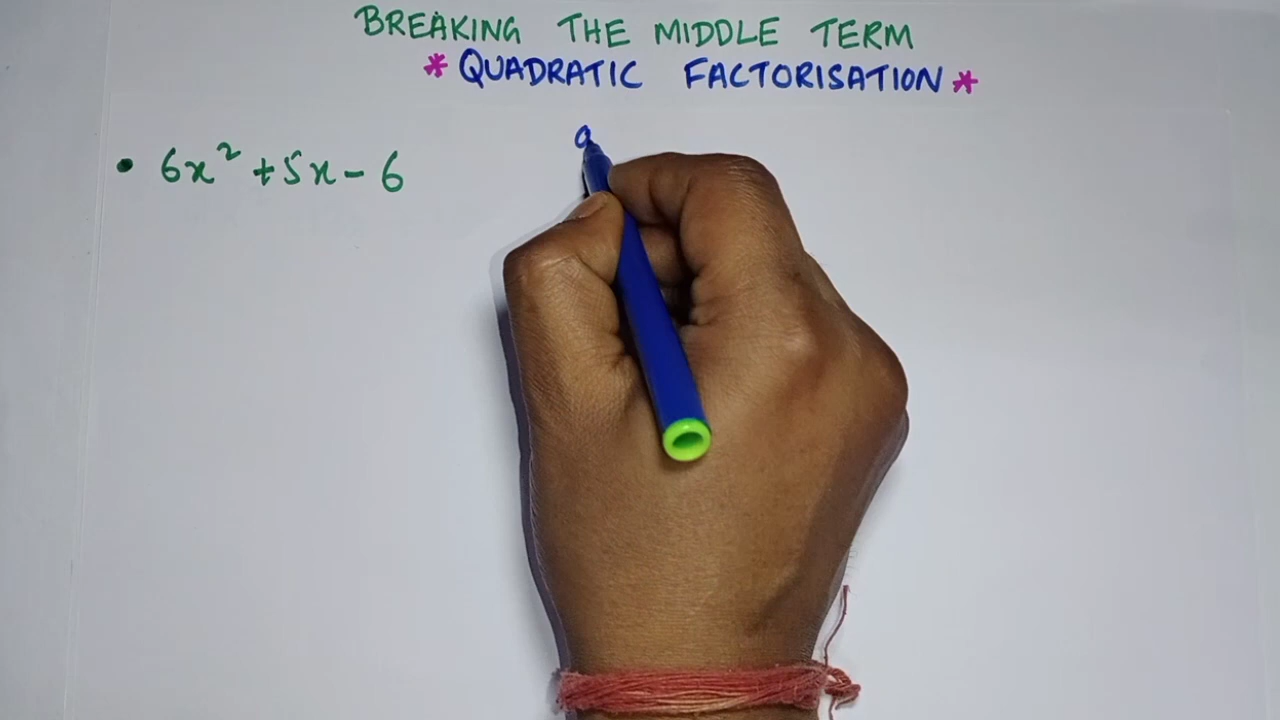 BREAKING THE MIDDLE TERM
* QUADRATIC FACTORISATION *
• 6x² + 5x - 6
a